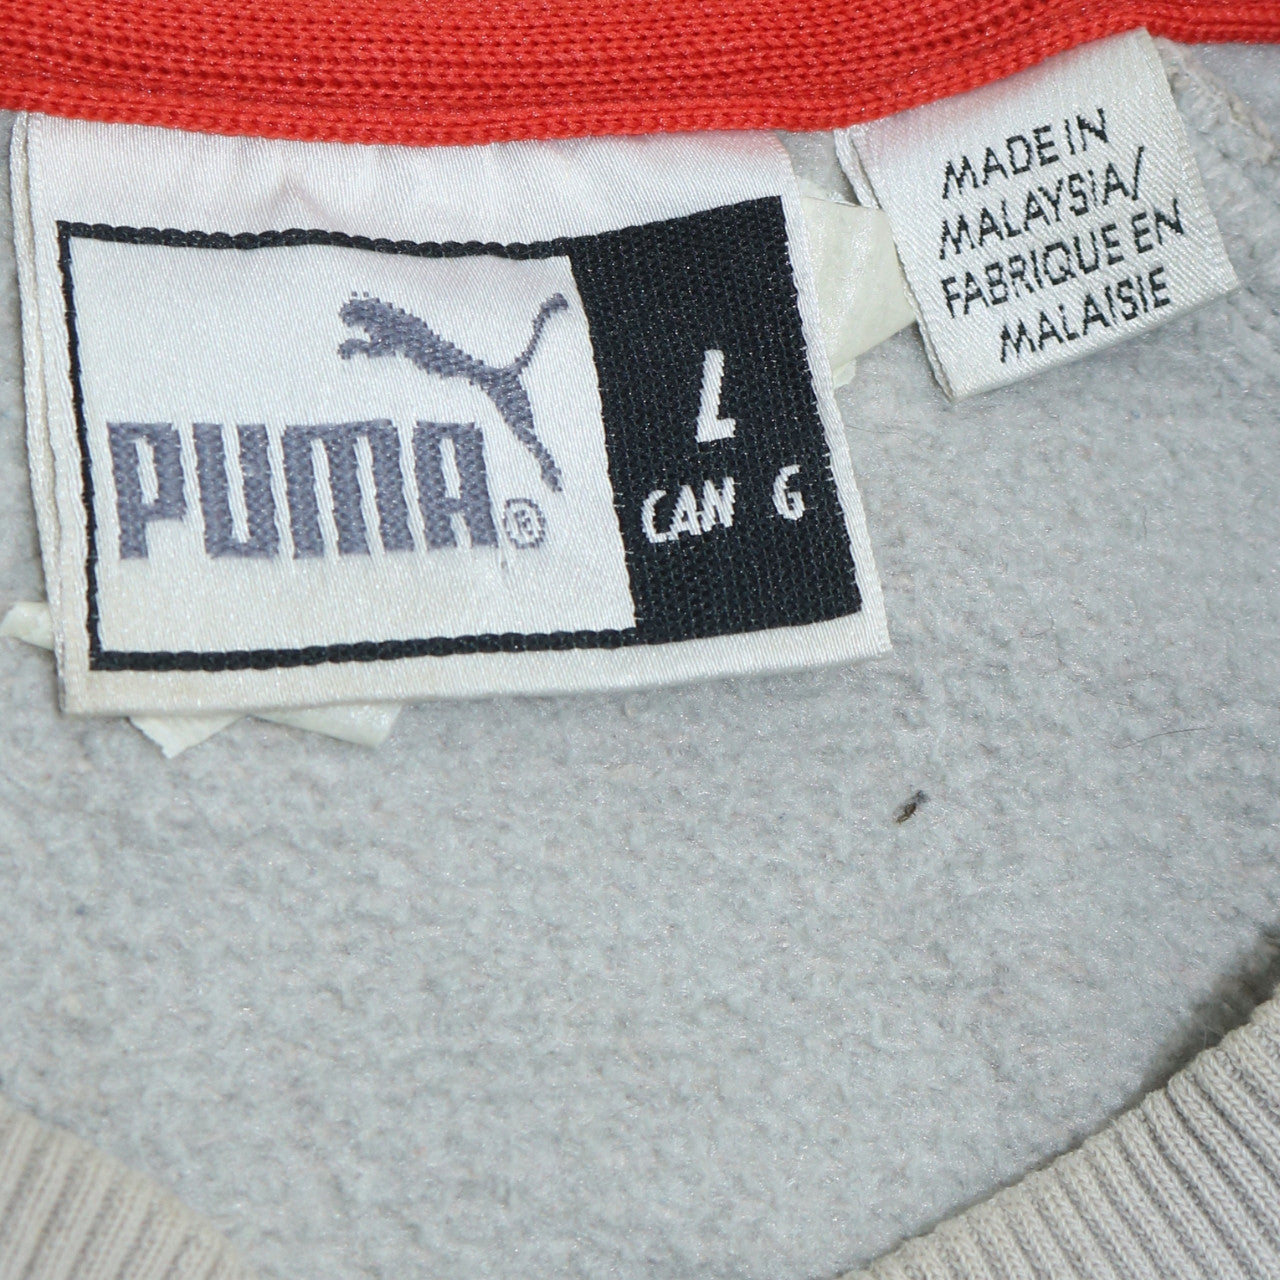 PUMA®
L
CAN G
MADE IN
MALAYSIA/
FABRIQUE EN
MALAISIE